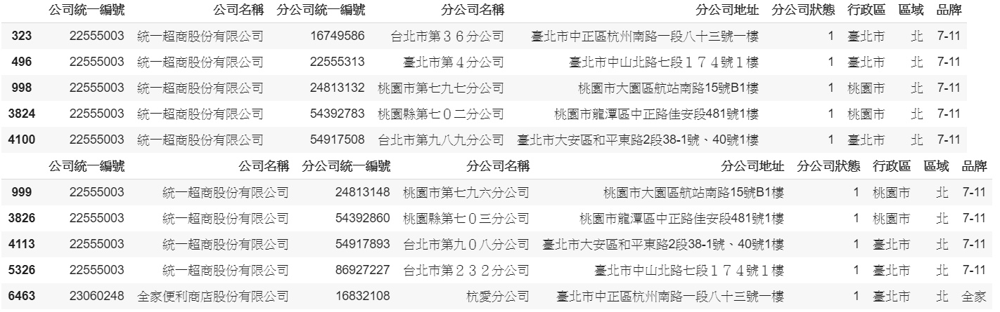 公司統一編號 公司名稱 分公司統一編號 分公司名稱 分公司地址 分公司狀態 行政區 區域 品牌
323 22555003 統一超商股份有限公司 16749586 台北市第３６分公司 臺北市中正區杭州南路一段八十三號一樓 1 臺北市 北 7-11
496 22555003 統一超商股份有限公司 22555313 臺北市第４分公司 臺北市中山北路七段１７４號１樓 1 臺北市 北 7-11
998 22555003 統一超商股份有限公司 24813132 桃園市第七九七分公司 桃園市大園區航站南路15號B1樓 1 桃園市 北 7-11
3824 22555003 統一超商股份有限公司 54392783 桃園縣第七０二分公司 桃園市龍潭區中正路佳安段481號1樓 1 桃園市 北 7-11
4100 22555003 統一超商股份有限公司 54917508 台北市第九八九分公司 臺北市大安區和平東路2段38-1號、40號1樓 1 臺北市 北 7-11
公司統一編號 公司名稱 分公司統一編號 分公司名稱 分公司地址 分公司狀態 行政區 區域 品牌
999 22555003 統一超商股份有限公司 24813148 桃園市第七九六分公司 桃園市大園區航站南路15號B1樓 1 桃園市 北 7-11
3826 22555003 統一超商股份有限公司 54392860 桃園縣第七０三分公司 桃園市龍潭區中正路佳安段481號1樓 1 桃園市 北 7-11
4113 22555003 統一超商股份有限公司 54917893 台北市第九０八分公司 臺北市大安區和平東路2段38-1號、40號1樓 1 臺北市 北 7-11
5326 22555003 統一超商股份有限公司 86927227 台北市第２３２分公司 臺北市中山北路七段１７４號１樓 1 臺北市 北 7-11
6463 23060248 全家便利商店股份有限公司 16832108 杭愛分公司 臺北市中正區杭州南路一段八十三號一樓 1 臺北市 北 全家